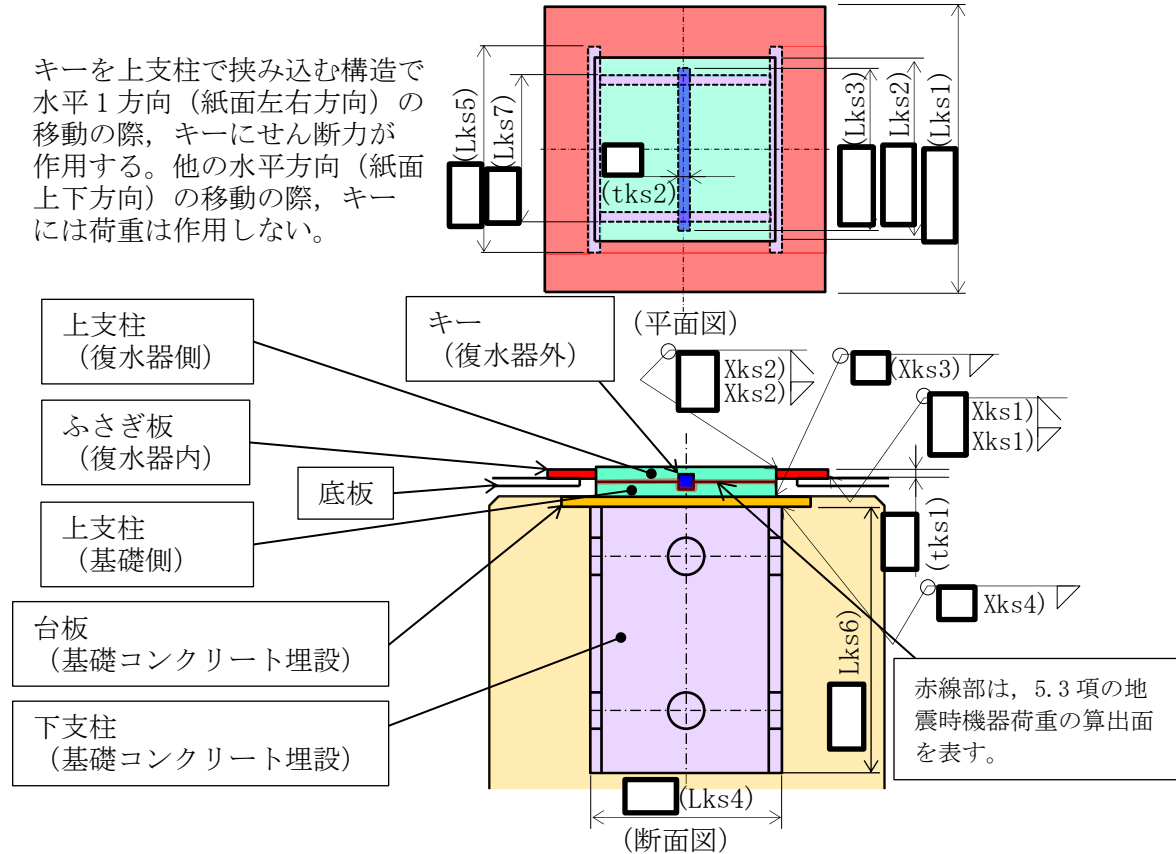 キーを上支柱で挟み込む構造で
水平1方向（紙面左右方向）の
移動の際，キーにせん断力が
作用する。他の水平方向（紙面
上下方向）の移動の際，キー
には荷重は作用しない。
(Lks5)
(Lks7)
(tks2)
(Lks3)
(Lks2)
(Lks1)
(平面図)
上支柱
（復水器側）
キー
（復水器外）
Xks2)
Xks2)
(Xks3)
Xks1)
Xks1)
ふさぎ板
（復水器内）
底板
上支柱
（基礎側）
(tks1)
Xks4)
台板
（基礎コンクリート埋設）
Lks6)
下支柱
（基礎コンクリート埋設）
赤線部は，5.3項の地
震時機器荷重の算出面
を表す。
(Lks4)
(断面図)